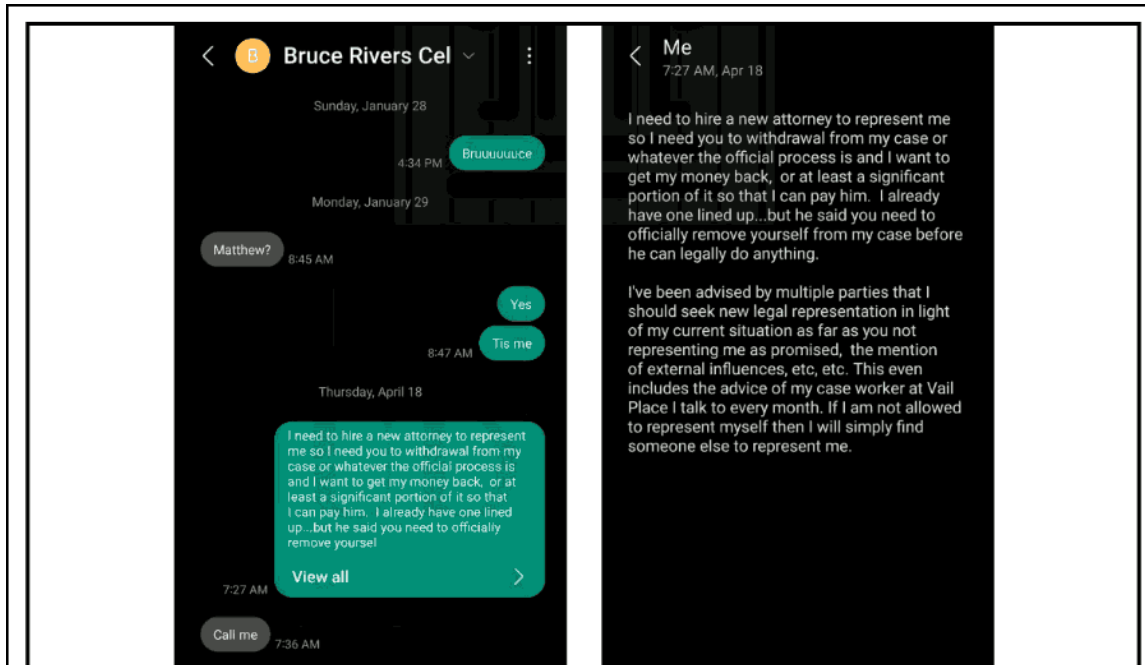 B
Bruce Rivers Cel
Sunday, January 28
Bruuuuuuce
4:34 PM
Monday, January 29
Matthew?
8:45 AM
Yes
Tis me
8:47 AM
Thursday, April 18
I need to hire a new attorney to represent
me so I need you to withdrawal from my
case or whatever the official process is
and I want to get my money back, or at
least a significant portion of it so that
I can pay him. I already have one lined
up...but he said you need to officially
remove yoursel
View all
7:27 AM
Call me
7:36 AM
Me
7:27 AM, Apr 18
I need to hire a new attorney to represent me
so I need you to withdrawal from my case or
whatever the official process is and I want to
get my money back, or at least a significant
portion of it so that I can pay him. I already
have one lined up...but he said you need to
officially remove yourself from my case before
he can legally do anything.
I've been advised by multiple parties that I
should seek new legal representation in light
of my current situation as far as you not
representing me as promised, the mention
of external influences, etc, etc. This even
includes the advice of my case worker at Vail
Place I talk to every month. If I am not allowed
to represent myself then I will simply find
someone else to represent me.